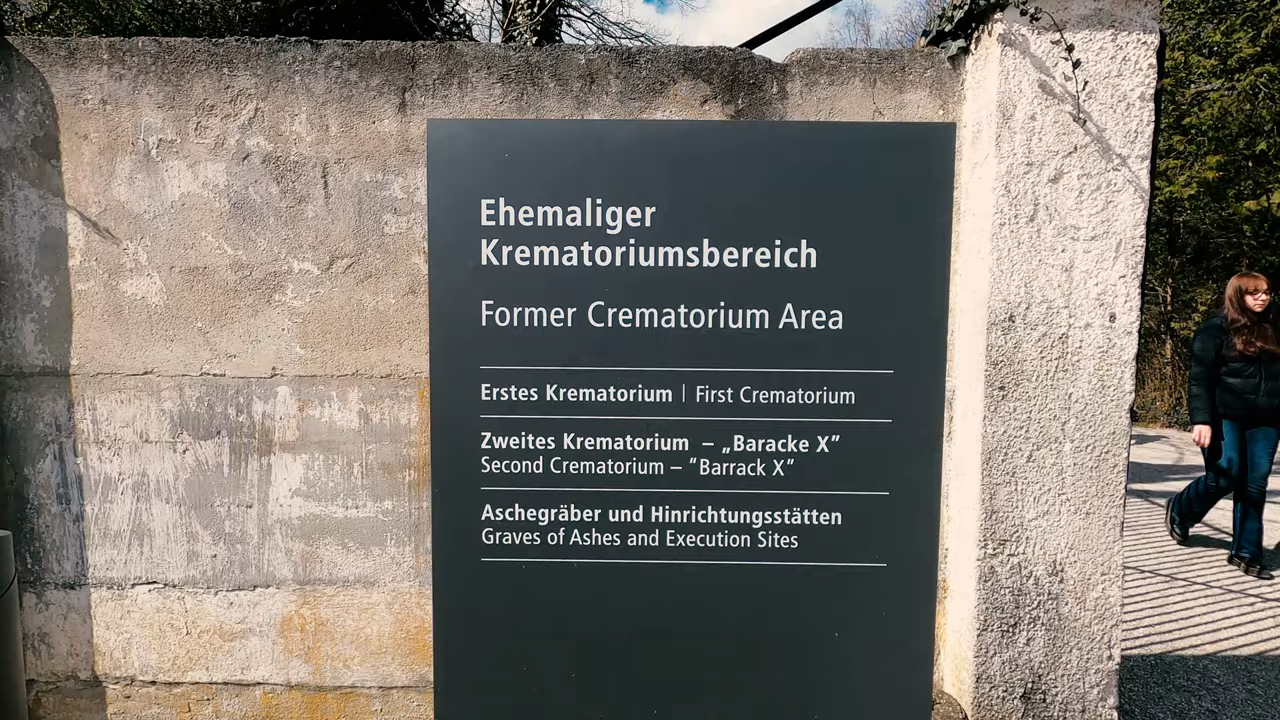 Ehemaliger
Krematoriumsbereich
Former Crematorium Area
Erstes Krematorium | First Crematorium
Zweites Krematorium – „Baracke X”
Second Crematorium – ”Barrack X”
Aschegräber und Hinrichtungsstätten
Graves of Ashes and Execution Sites